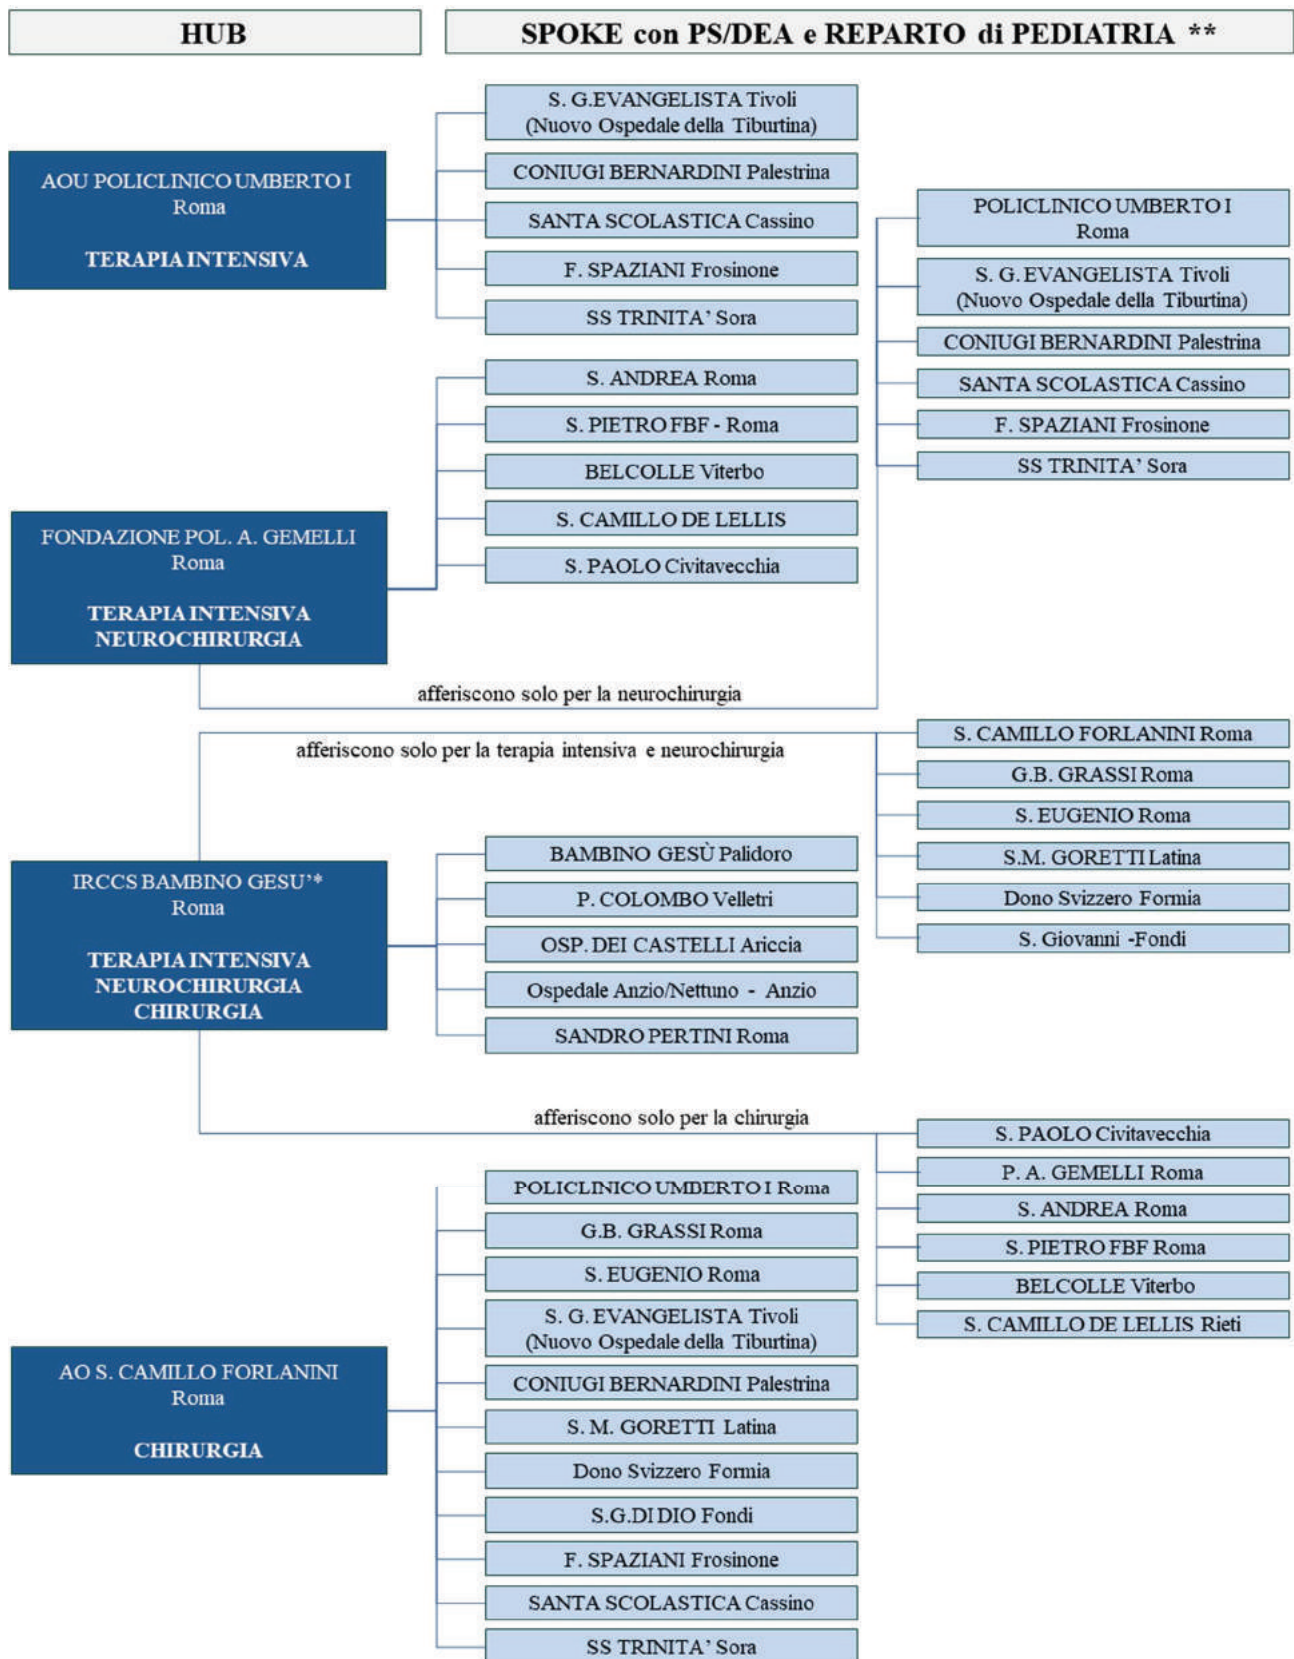 HUB
SPOKE con PS/DEA e REPARTO di PEDIATRIA **
AOU POLICLINICO UMBERTO I
Roma
TERAPIA INTENSIVA
S. G.EVANGELISTA Tivoli
(Nuovo Ospedale della Tiburtina)
CONIUGI BERNARDINI Palestrina
SANTA SCOLASTICA Cassino
F. SPAZIANI Frosinone
SS TRINITA’ Sora
FONDAZIONE POL. A. GEMELLI
Roma
TERAPIA INTENSIVA
NEUROCHIRURGIA
S. ANDREA Roma
S. PIETRO FBF - Roma
BELCOLLE Viterbo
S. CAMILLO DE LELLIS
S. PAOLO Civitavecchia
afferiscono solo per la neurochirurgia
POLICLINICO UMBERTO I
Roma
S. G. EVANGELISTA Tivoli
(Nuovo Ospedale della Tiburtina)
CONIUGI BERNARDINI Palestrina
SANTA SCOLASTICA Cassino
F. SPAZIANI Frosinone
SS TRINITA’ Sora
afferiscono solo per la terapia intensiva e neurochirurgia
S. CAMILLO FORLANINI Roma
G.B. GRASSI Roma
S. EUGENIO Roma
S.M. GORETTI Latina
Dono Svizzero Formia
S. Giovanni -Fondi
IRCCS BAMBINO GESU’*
Roma
TERAPIA INTENSIVA
NEUROCHIRURGIA
CHIRURGIA
BAMBINO GESÙ Palidoro
P. COLOMBO Velletri
OSP. DEI CASTELLI Ariccia
Ospedale Anzio/Nettuno - Anzio
SANDRO PERTINI Roma
afferiscono solo per la chirurgia
S. PAOLO Civitavecchia
P. A. GEMELLI Roma
S. ANDREA Roma
S. PIETRO FBF Roma
BELCOLLE Viterbo
S. CAMILLO DE LELLIS Rieti
AO S. CAMILLO FORLANINI
Roma
CHIRURGIA
POLICLINICO UMBERTO I Roma
G.B. GRASSI Roma
S. EUGENIO Roma
S. G. EVANGELISTA Tivoli
(Nuovo Ospedale della Tiburtina)
CONIUGI BERNARDINI Palestrina
S. M. GORETTI Latina
Dono Svizzero Formia
S.G.DI DIO Fondi
F. SPAZIANI Frosinone
SANTA SCOLASTICA Cassino
SS TRINITA’ Sora